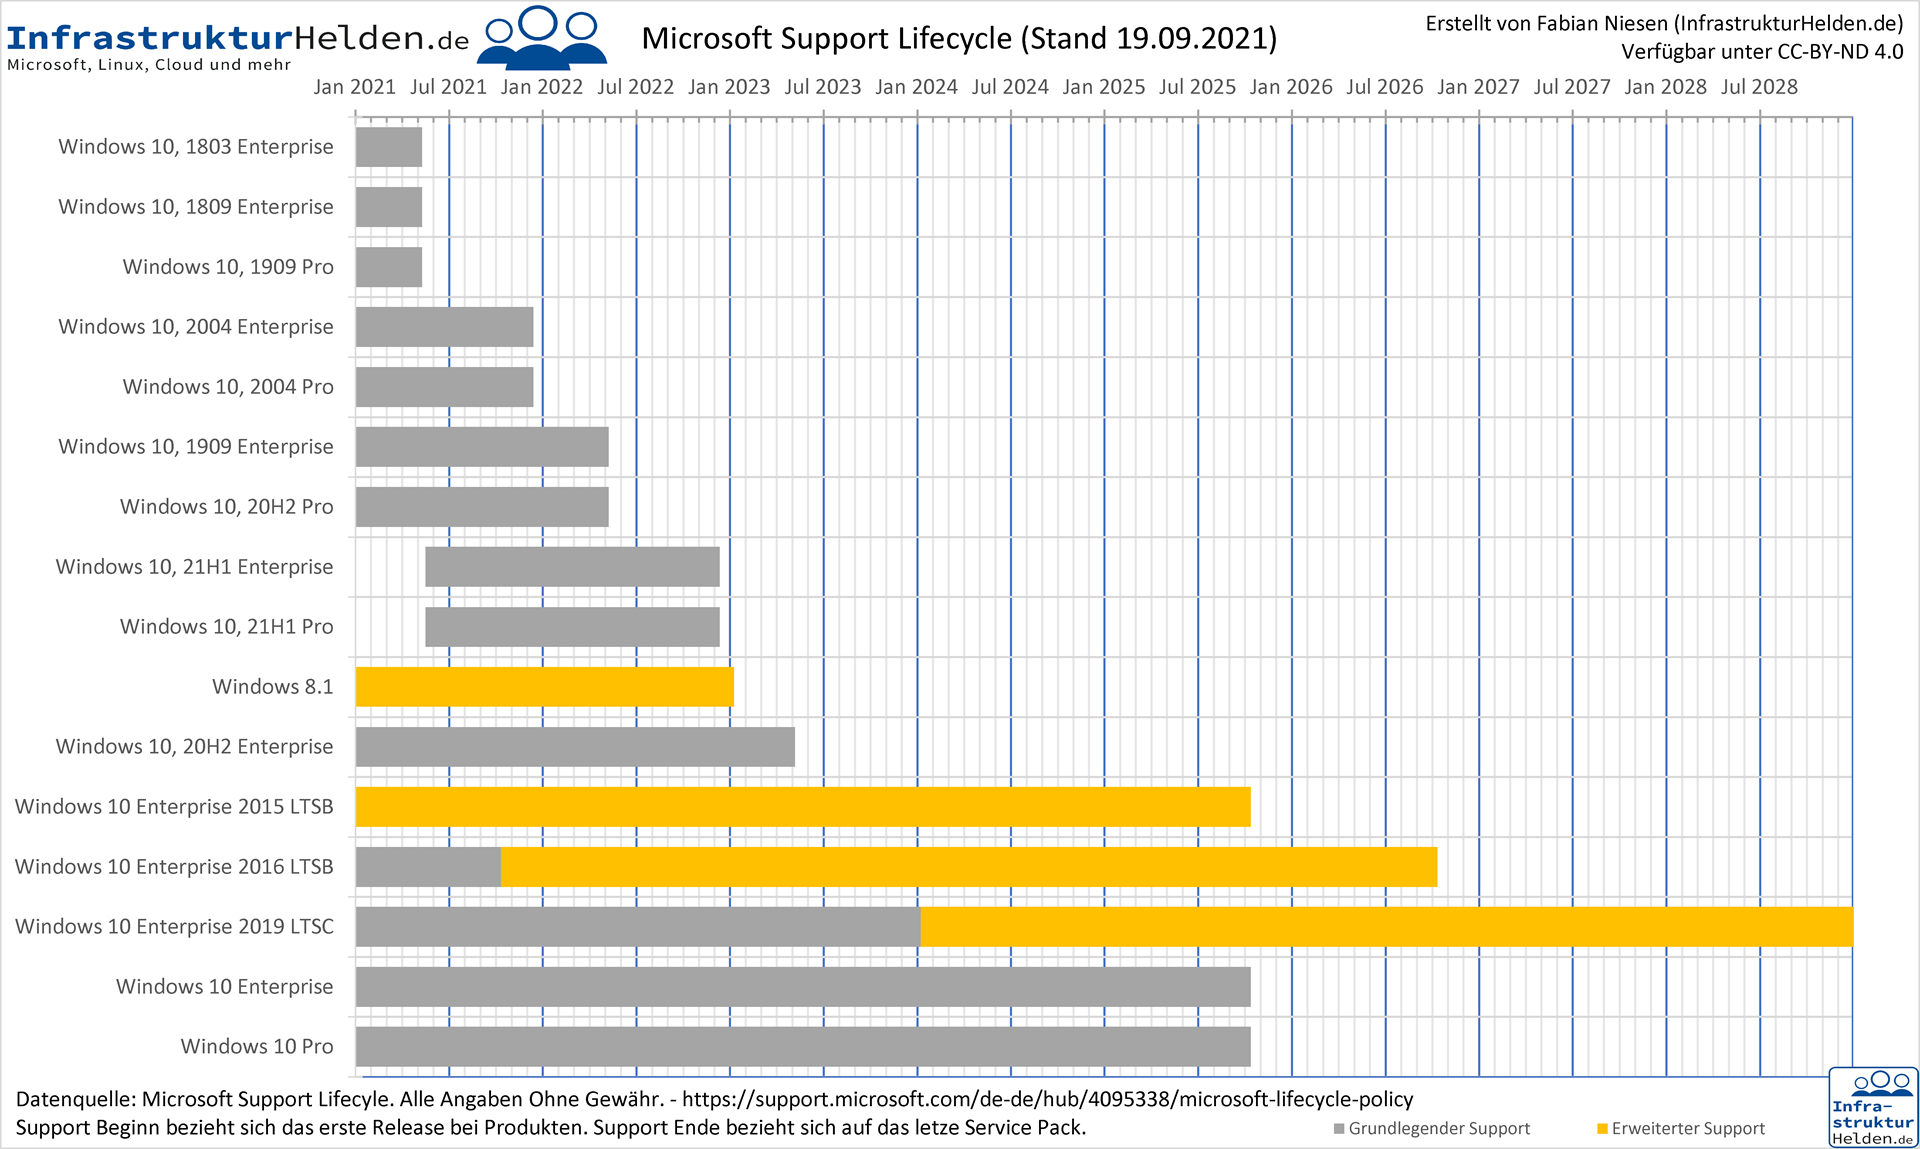 InfrastrukturHelden.de
Microsoft, Linux, Cloud und mehr
Microsoft Support Lifecycle (Stand 19.09.2021)
Erstellt von Fabian Niesen (InfrastrukturHelden.de)
Verfügbar unter CC-BY-ND 4.0
Jan 2021 Jul 2021 Jan 2022 Jul 2022 Jan 2023 Jul 2023 Jan 2024 Jul 2024 Jan 2025 Jul 2025 Jan 2026 Jul 2026 Jan 2027 Jul 2027 Jan 2028 Jul 2028
Windows 10, 1803 Enterprise
Windows 10, 1809 Enterprise
Windows 10, 1909 Pro
Windows 10, 2004 Enterprise
Windows 10, 2004 Pro
Windows 10, 1909 Enterprise
Windows 10, 20H2 Pro
Windows 10, 21H1 Enterprise
Windows 10, 21H1 Pro
Windows 8.1
Windows 10, 20H2 Enterprise
Windows 10 Enterprise 2015 LTSB
Windows 10 Enterprise 2016 LTSB
Windows 10 Enterprise 2019 LTSC
Windows 10 Enterprise
Windows 10 Pro
Datenquelle: Microsoft Support Lifecyle. Alle Angaben Ohne Gewähr. - https://support.microsoft.com/de-de/hub/4095338/microsoft-lifecycle-policy
Support Beginn bezieht sich das erste Release bei Produkten. Support Ende bezieht sich auf das letze Service Pack.
Grundlegender Support
Erweiterter Support
Infra-
struktur
Helden.de